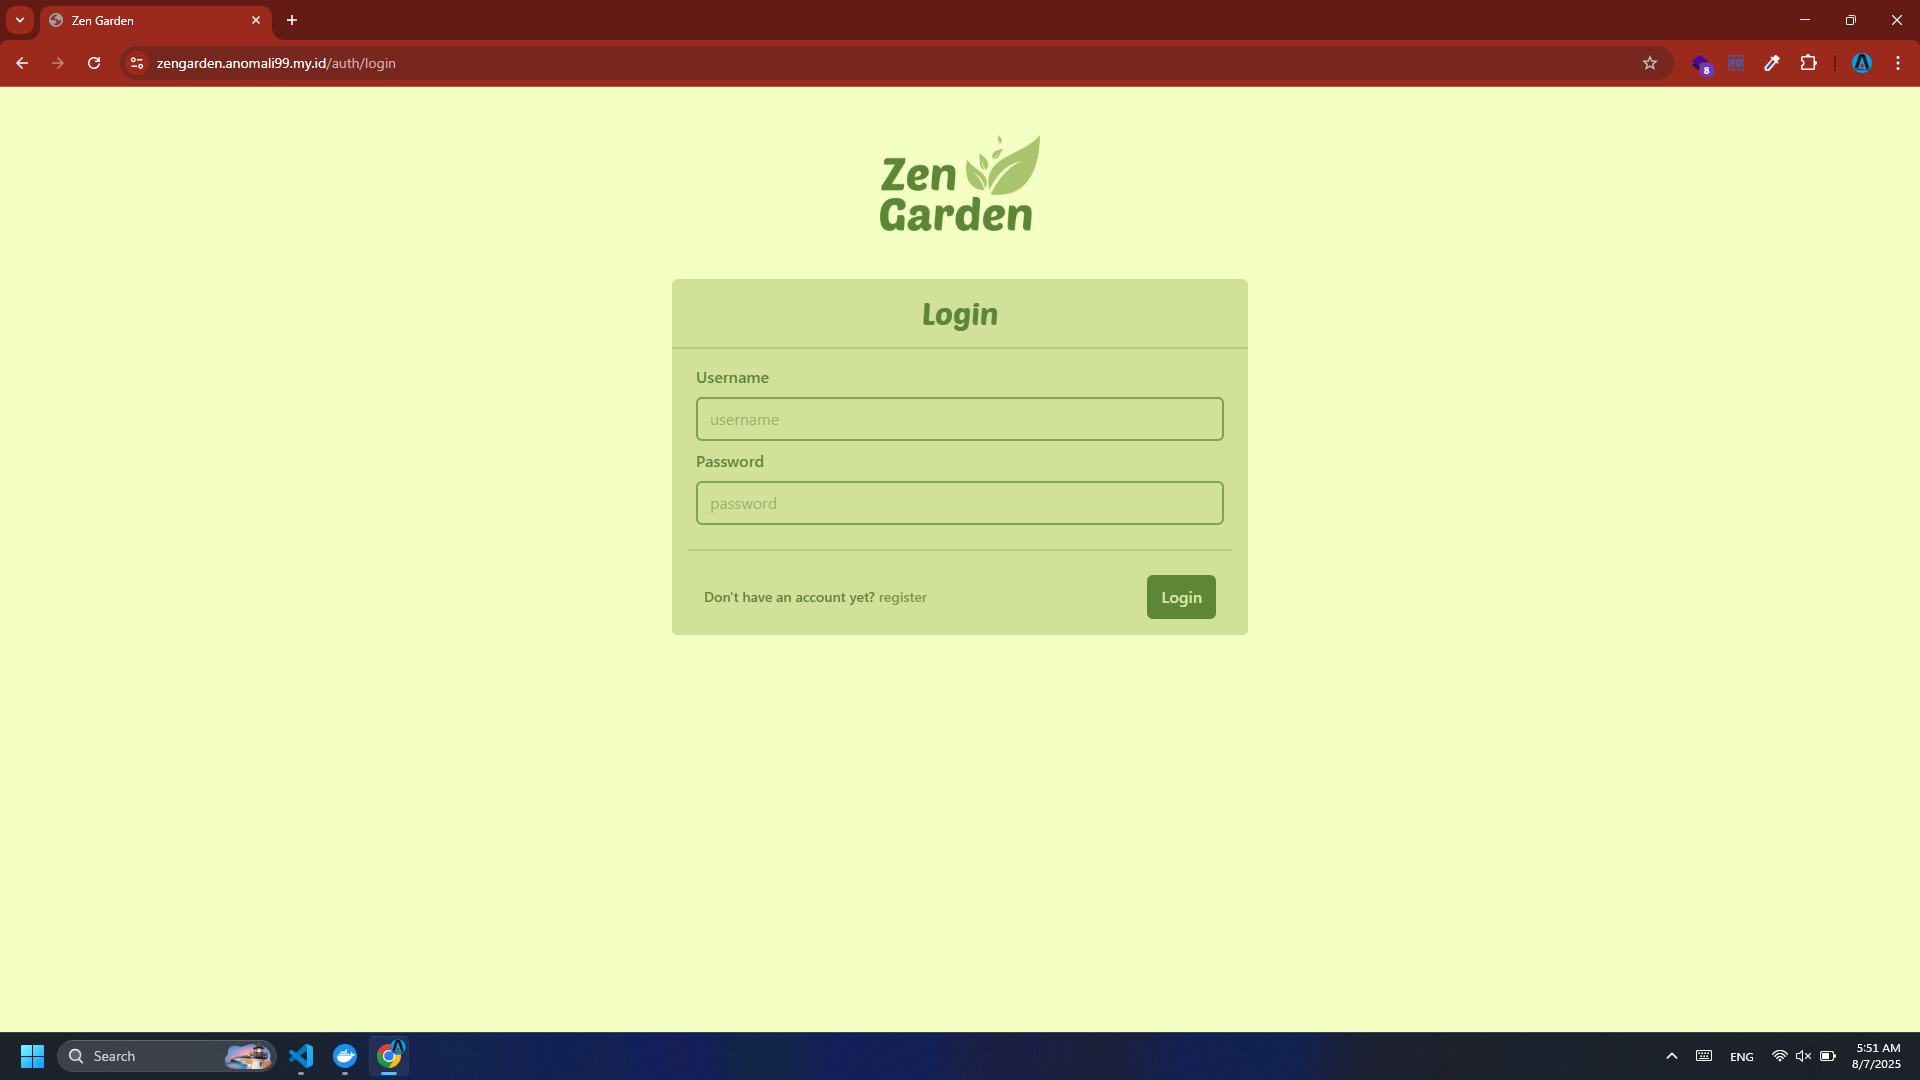 Zen Garden
zengarden.anomali99.my.id/auth/login
8
Zen
Garden
Login
Username
username
Password
password
Don't have an account yet? register
Login
Search
ENG
5:51 AM
8/7/2025